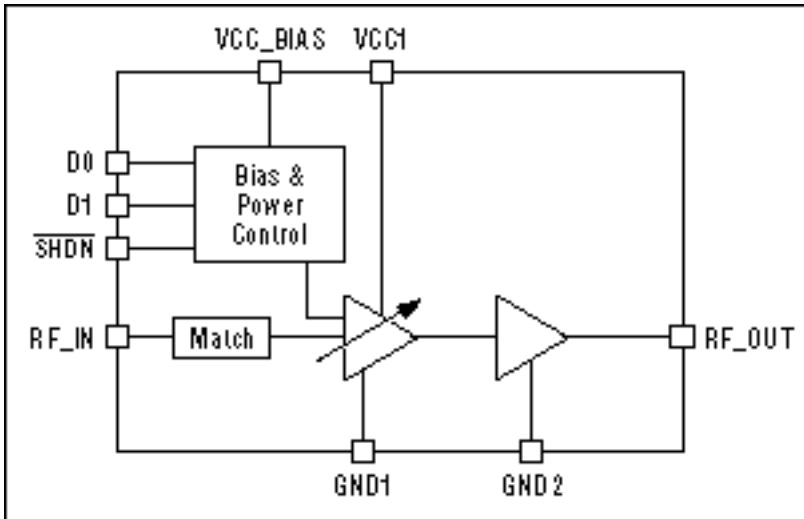 VCC_BIAS VCC1
D0
D1
SHDN
Bias &
Power
Control
RF_IN
Match
RF_OUT
GND1
GND2